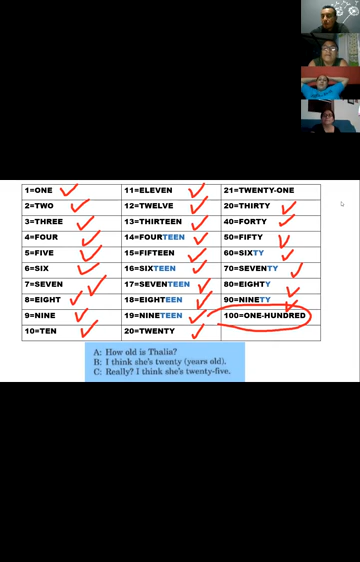 1=ONE 11=ELEVEN 21=TWENTY-ONE
2=TWO 12=TWELVE 20=THIRTY
3=THREE 13=THIRTEEN 40=FORTY
4=FOUR 14=FOURTEEN 50=FIFTY
5=FIVE 15=FIFTEEN 60=SIXTY
6=SIX 16=SIXTEEN 70=SEVENTY
7=SEVEN 17=SEVENTEEN 80=EIGHTY
8=EIGHT 18=EIGHTEEN 90=NINETY
9=NINE 19=NINETEEN 100=ONE-HUNDRED
10=TEN 20=TWENTY
A: How old is Thalia?
B: I think she's twenty (years old).
C: Really? I think she's twenty-five.